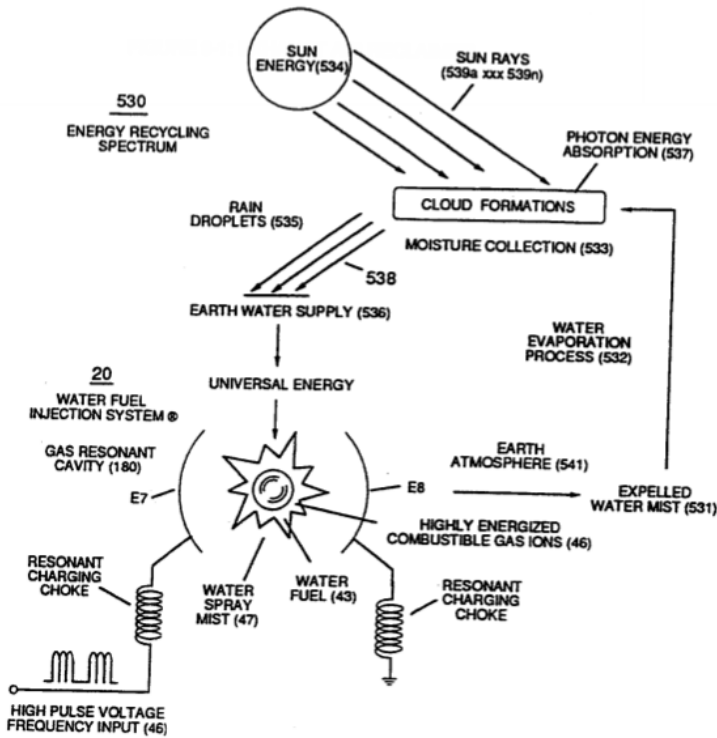 SUN
ENERGY(534)
SUN RAYS
(539a xxx 539n)
530
ENERGY RECYCLING
SPECTRUM
PHOTON ENERGY
ABSORPTION (537)
CLOUD FORMATIONS
RAIN
DROPLETS (535)
MOISTURE COLLECTION (533)
538
EARTH WATER SUPPLY (536)
WATER
EVAPORATION
PROCESS (532)
UNIVERSAL ENERGY
20
WATER FUEL
INJECTION SYSTEM ®
GAS RESONANT
CAVITY (180)
E7
E8
EARTH
ATMOSPHERE (541)
EXPELLED
WATER MIST (531)
HIGHLY ENERGIZED
COMBUSTIBLE GAS IONS (46)
RESONANT
CHARGING
CHOKE
WATER
SPRAY
MIST (47)
WATER
FUEL (43)
RESONANT
CHARGING
CHOKE
HIGH PULSE VOLTAGE
FREQUENCY INPUT (46)